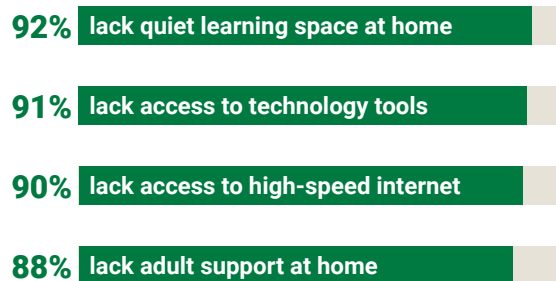 92% lack quiet learning space at home
91% lack access to technology tools
90% lack access to high-speed internet
88% lack adult support at home